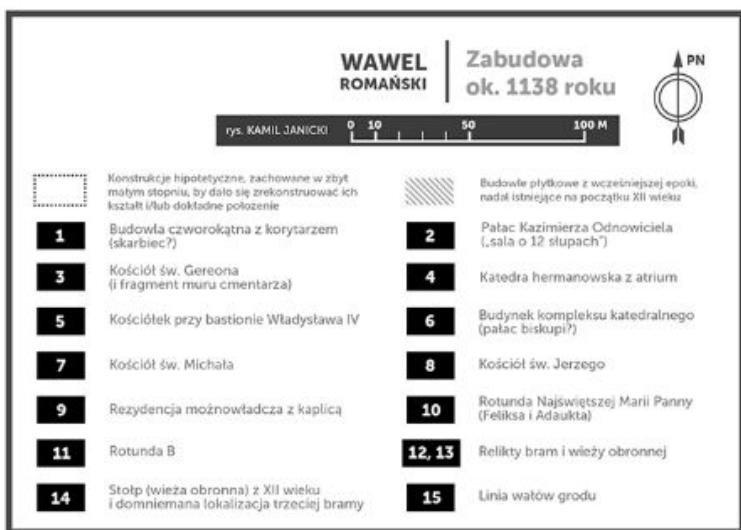 WAWEL
ROMAŃSKI
Zabudowa
ok. 1138 roku
PN
rys. KAMIL JANICKI
0 10 50 100 M
Konstrukcje hipotetyczne, zachowane w zbyt
małym stopniu, by dało się zrekonstruować ich
kształt i/lub dokładne położenie
Budowle płytkowe z wcześniejszej epoki,
nadal istniejące na początku XII wieku
1 Budowla czworokątna z korytarzem
(skarbiec?)
2 Pałac Kazimierza Odnowiciela
(„sala o 12 słupach”)
3 Kościół św. Gereona
(i fragment muru cmentarza)
4 Katedra hermanowska z atrium
5 Kościółek przy bastionie Władysława IV
6 Budynek kompleksu katedralnego
(pałac biskupi?)
7 Kościół św. Michała
8 Kościół św. Jerzego
9 Rezydencja możnowładcza z kaplicą
10 Rotunda Najświętszej Marii Panny
(Feliksa i Adaukta)
11 Rotunda B
12, 13 Relikty bram i wieży obronnej
14 Stołp (wieża obronna) z XII wieku
i domniemana lokalizacja trzeciej bramy
15 Linia wałów grodu